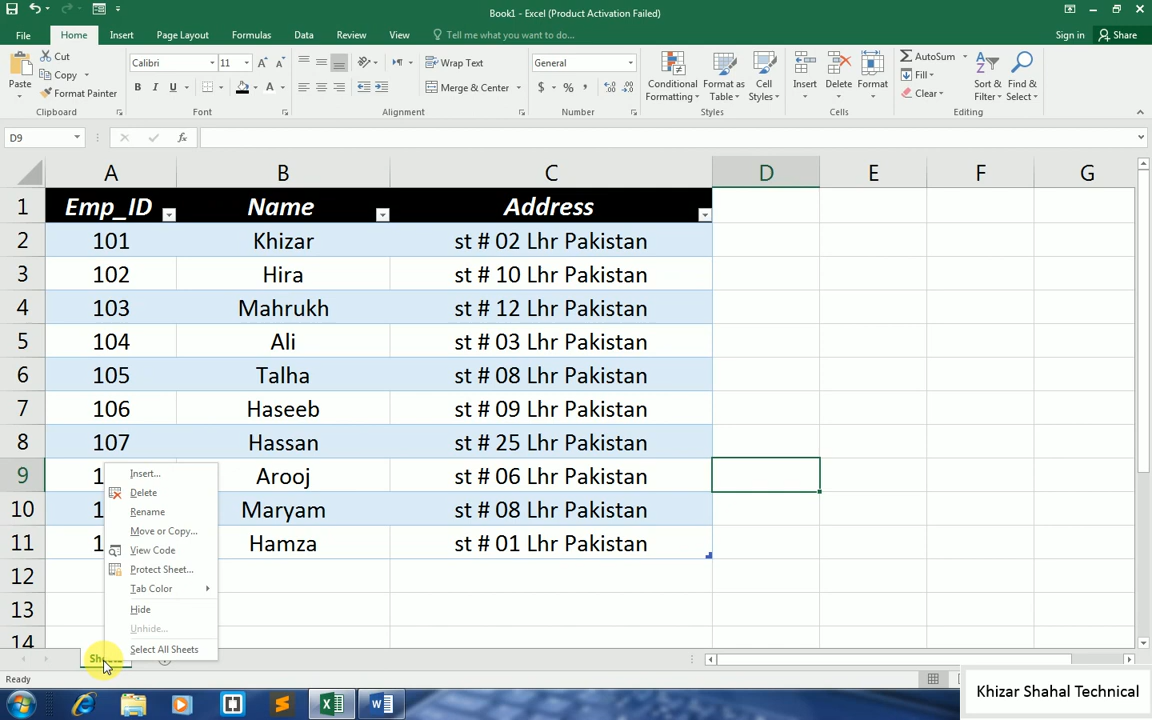 Book1 - Excel (Product Activation Failed)
File Home Insert Page Layout Formulas Data Review View Tell me what you want to do... Sign in Share
Paste Cut Copy Format Painter
Calibri 11
B I U A A A
Wrap Text
Merge & Center
General
$ % ,
Conditional Formatting Format as Table Cell Styles
Insert Delete Format
AutoSum Fill Clear
Sort & Filter Find & Select
Clipboard Font Alignment Number Styles Cells Editing
D9 fx
A B C D E F G
1 Emp_ID Name Address
2 101 Khizar st # 02 Lhr Pakistan
3 102 Hira st # 10 Lhr Pakistan
4 103 Mahrukh st # 12 Lhr Pakistan
5 104 Ali st # 03 Lhr Pakistan
6 105 Talha st # 08 Lhr Pakistan
7 106 Haseeb st # 09 Lhr Pakistan
8 107 Hassan st # 25 Lhr Pakistan
9 1 Arooj st # 06 Lhr Pakistan
10 1 Maryam st # 08 Lhr Pakistan
11 1 Hamza st # 01 Lhr Pakistan
12
13
14
Insert...
Delete
Rename
Move or Copy...
View Code
Protect Sheet...
Tab Color
Hide
Unhide...
Select All Sheets
Ready
Khizar Shahal Technical